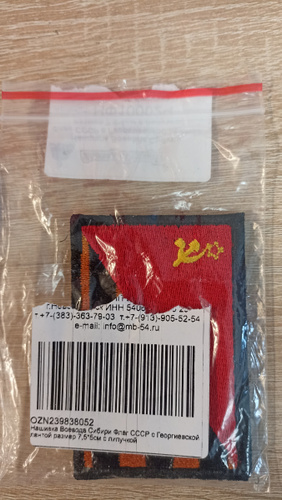 т.+7-(383)-363-79-03 т.+7-(913)-905-52-54
e-mail: info@mb-54.ru
OZN239838052
Нашивка Воевода Сибири Флаг СССР с Георгиевской
лентой размер 7,5*5см с липучкой